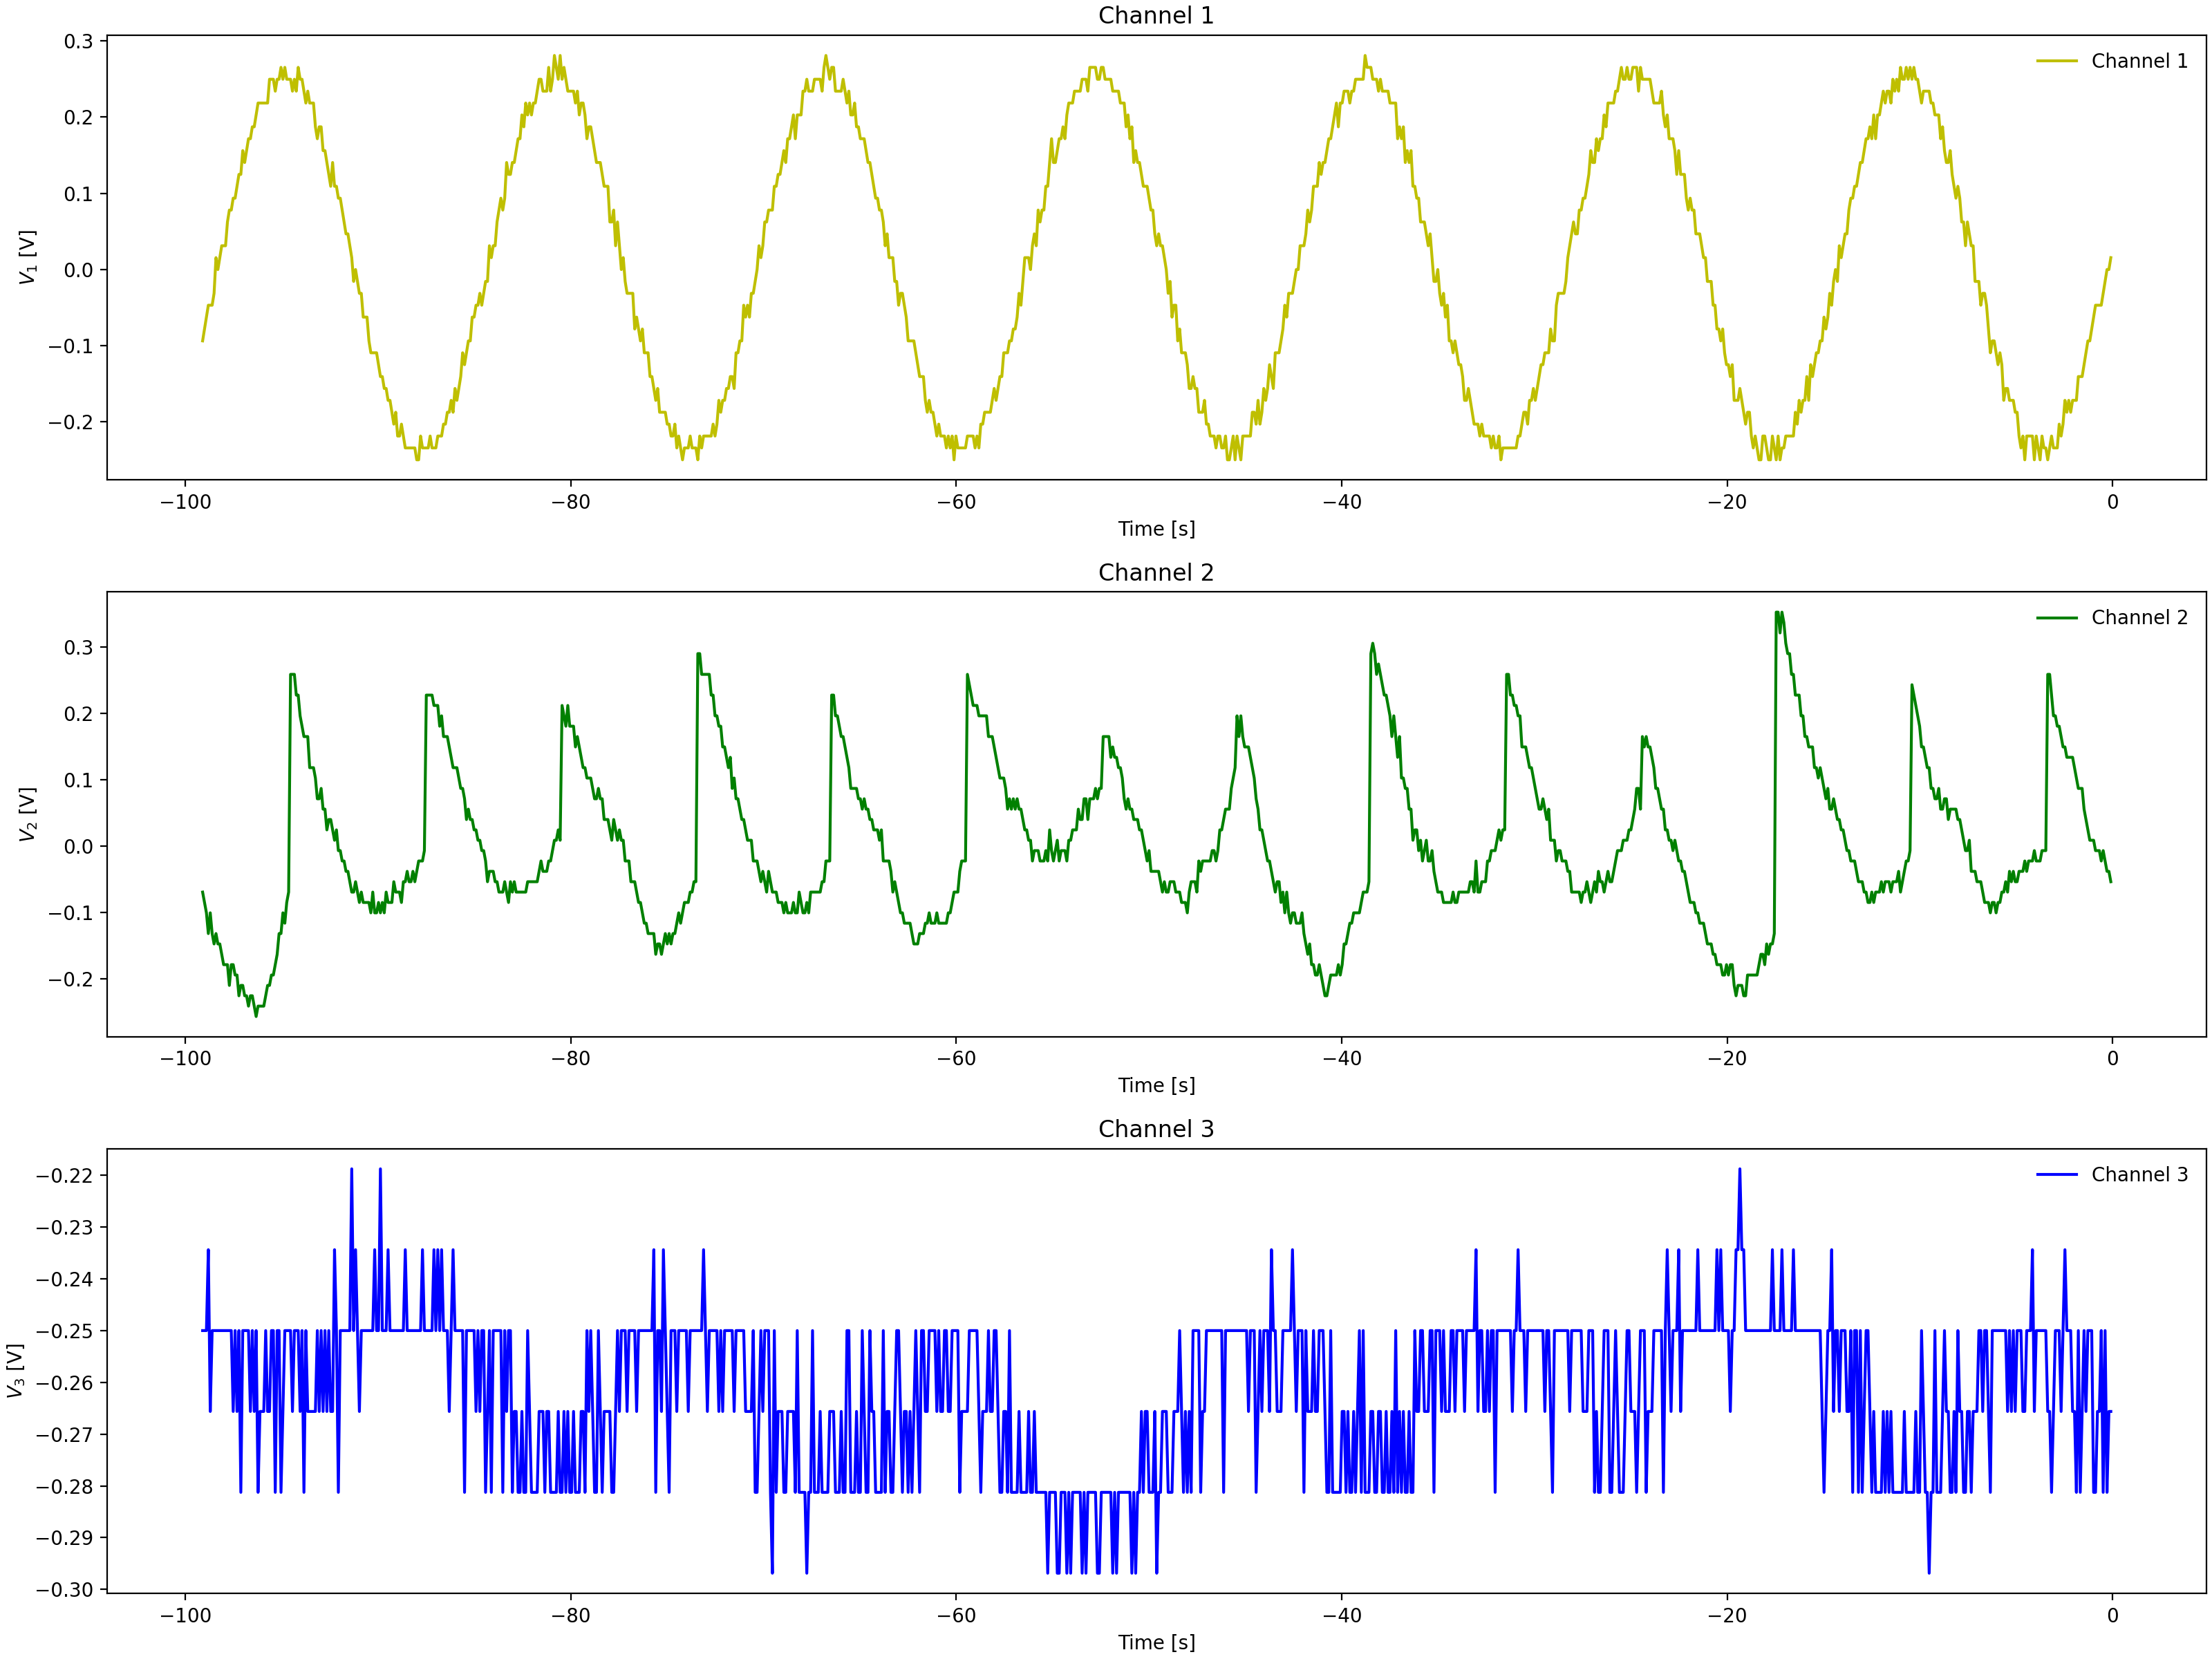 Channel 1
0.3
0.2
0.1
0.0
−0.1
−0.2
V1 [V]
Channel 1
−100 −80 −60 −40 −20 0
Time [s]
Channel 2
0.3
0.2
0.1
0.0
−0.1
−0.2
V2 [V]
Channel 2
−100 −80 −60 −40 −20 0
Time [s]
Channel 3
−0.22
−0.23
−0.24
−0.25
−0.26
−0.27
−0.28
−0.29
−0.30
V3 [V]
Channel 3
−100 −80 −60 −40 −20 0
Time [s]